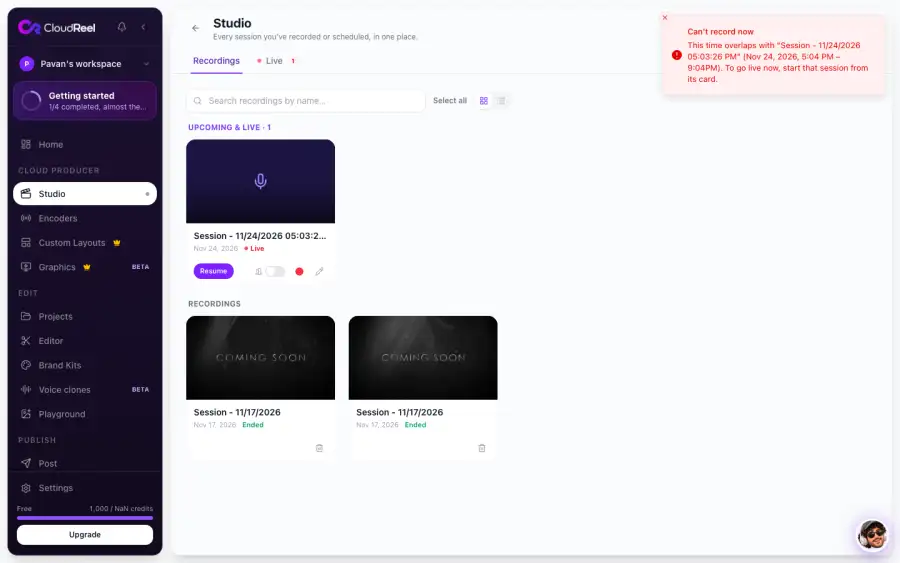 CloudReel
P
Pavan's workspace
Getting started
1/4 completed, almost the...
Home
CLOUD PRODUCER
Studio
Encoders
Custom Layouts
Graphics
BETA
EDIT
Projects
Editor
Brand Kits
Voice clones
BETA
Playground
PUBLISH
Post
Settings
Free
1,000 / NaN credits
Upgrade
Studio
Every session you've recorded or scheduled, in one place.
Recordings
Live
1
Search recordings by name...
Select all
UPCOMING & LIVE · 1
Session - 11/24/2026 05:03:2...
Nov 24, 2026
Live
Resume
RECORDINGS
COMING SOON
COMING SOON
Session - 11/17/2026
Nov 17, 2026
Ended
Session - 11/17/2026
Nov 17, 2026
Ended
Can't record now
This time overlaps with "Session - 11/24/2026
05:03:26 PM" (Nov 24, 2026, 5:04 PM –
9:04PM). To go live now, start that session from
its card.